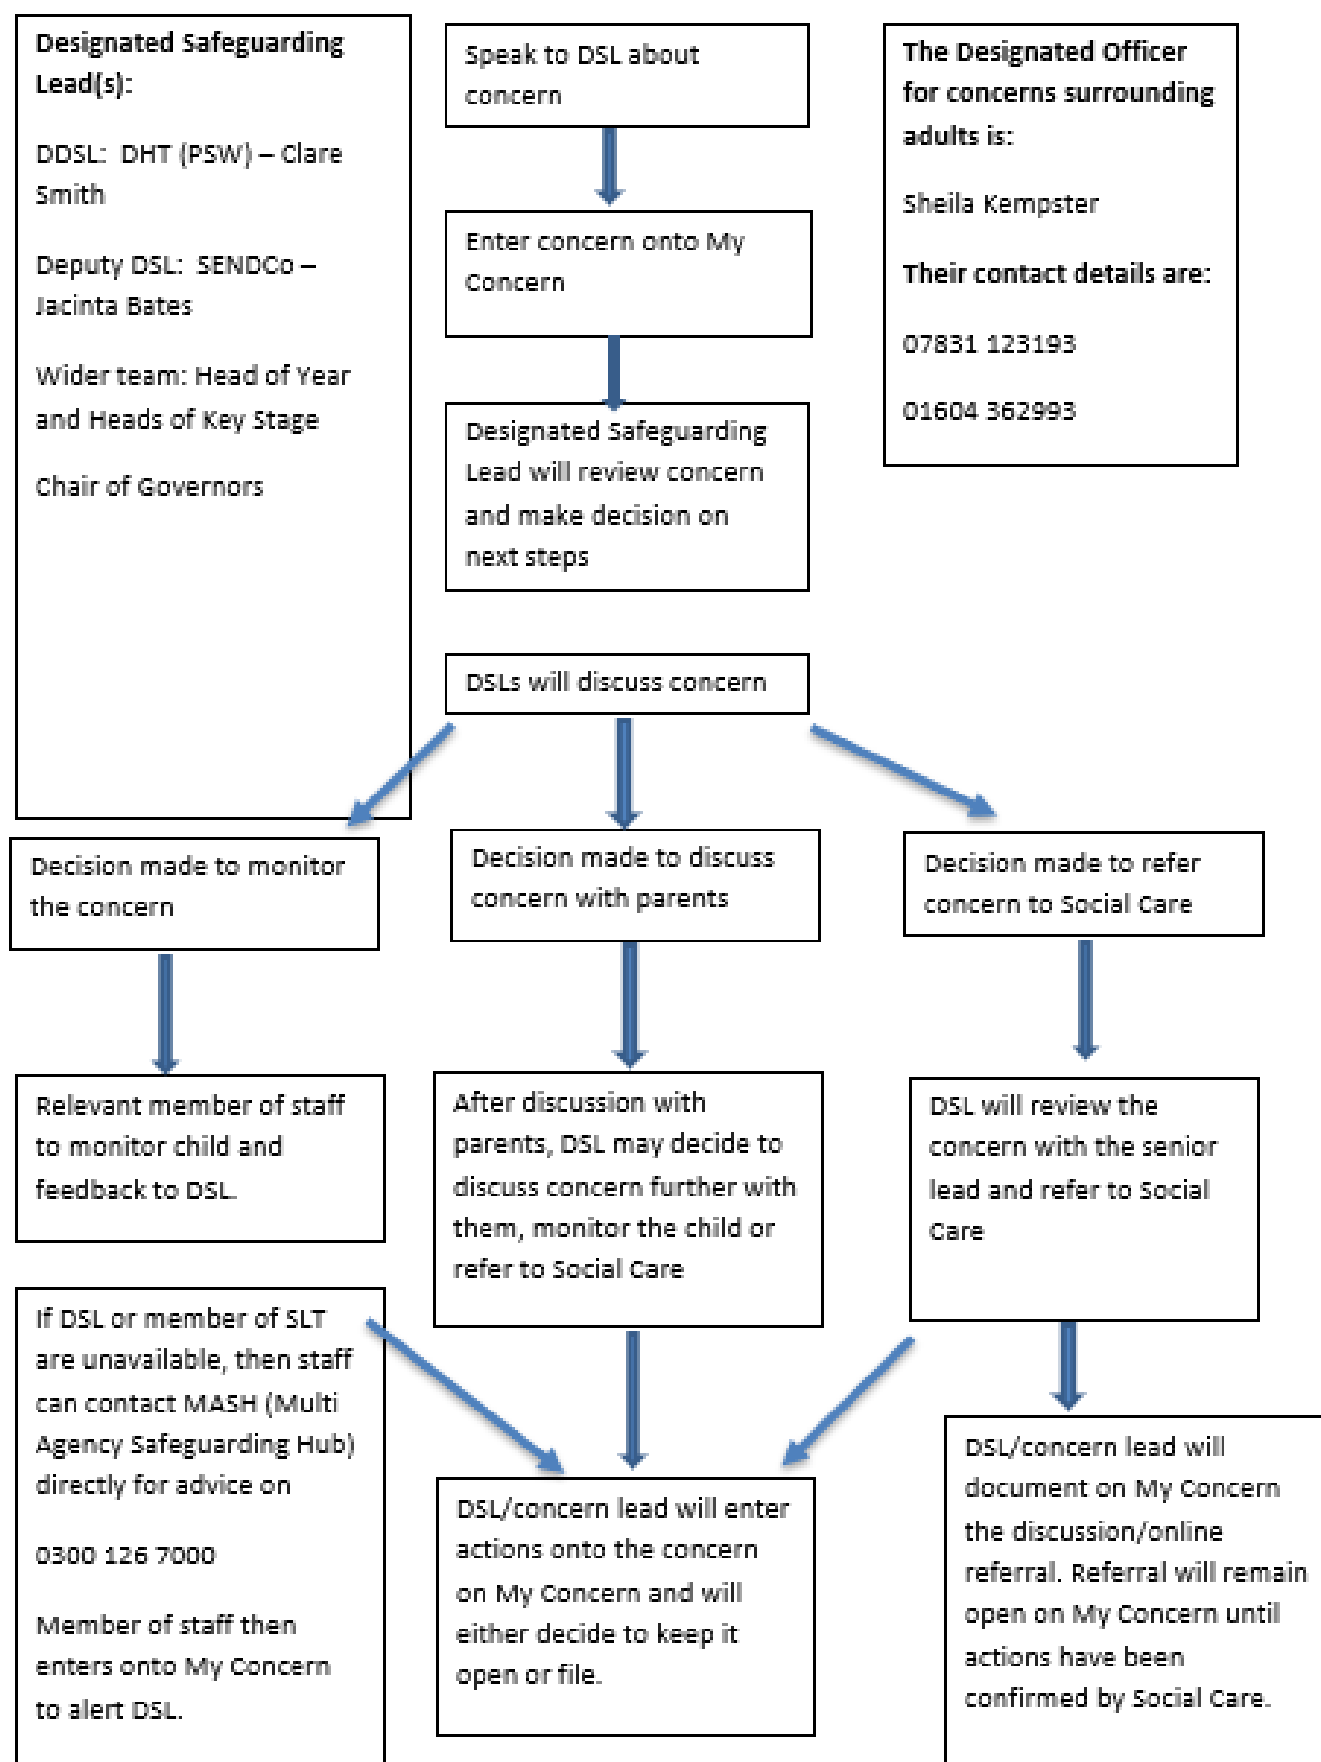 Designated Safeguarding
Lead(s):
DDSL: DHT (PSW) – Clare
Smith
Deputy DSL: SENDCo –
Jacinta Bates
Wider team: Head of Year
and Heads of Key Stage
Chair of Governors
Speak to DSL about
concern
Enter concern onto My
Concern
Designated Safeguarding
Lead will review concern
and make decision on
next steps
The Designated Officer
for concerns surrounding
adults is:
Sheila Kempster
Their contact details are:
07831 123193
01604 362993
DSLs will discuss concern
Decision made to monitor
the concern
Decision made to discuss
concern with parents
Decision made to refer
concern to Social Care
Relevant member of staff
to monitor child and
feedback to DSL.
After discussion with
parents, DSL may decide to
discuss concern further with
them, monitor the child or
refer to Social Care
DSL will review the
concern with the senior
lead and refer to Social
Care
If DSL or member of SLT
are unavailable, then staff
can contact MASH (Multi
Agency Safeguarding Hub)
directly for advice on
0300 126 7000
Member of staff then
enters onto My Concern
to alert DSL.
DSL/concern lead will enter
actions onto the concern
on My Concern and will
either decide to keep it
open or file.
DSL/concern lead will
document on My Concern
the discussion/online
referral. Referral will remain
open on My Concern until
actions have been
confirmed by Social Care.